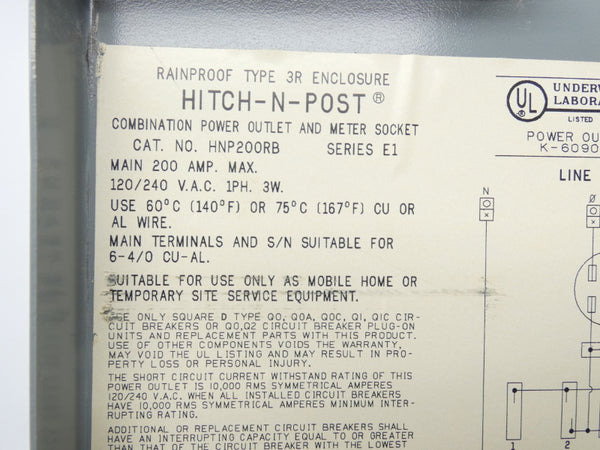 RAINPROOF TYPE 3R ENCLOSURE
HITCH-N-POST®
COMBINATION POWER OUTLET AND METER SOCKET
CAT. NO. HNP200RB SERIES E1
MAIN 200 AMP. MAX.
120/240 V.A.C. 1PH. 3W.
USE 60°C (140°F) OR 75°C (167°F) CU OR
AL WIRE.
MAIN TERMINALS AND S/N SUITABLE FOR
6-4/0 CU-AL.
SUITABLE FOR USE ONLY AS MOBILE HOME OR
TEMPORARY SITE SERVICE EQUIPMENT.
USE ONLY SQUARE D TYPE QO, QOA, QOC, Q1, Q1C CIR-
CUIT BREAKERS OR QO,Q2 CIRCUIT BREAKER PLUG-ON
UNITS AND REPLACEMENT PARTS WITH THIS PRODUCT.
USE OF OTHER COMPONENTS VOIDS THE WARRANTY,
MAY VOID THE UL LISTING AND MAY RESULT IN PRO-
PERTY LOSS OR PERSONAL INJURY.
THE SHORT CIRCUIT CURRENT WITHSTAND RATING OF THIS
POWER OUTLET IS 10,000 RMS SYMMETRICAL AMPERES
120/240 V.A.C. WHEN ALL INSTALLED CIRCUIT BREAKERS
HAVE 10,000 RMS SYMMETRICAL AMPERES MINIMUM INTER-
RUPTING RATING.
ADDITIONAL OR REPLACEMENT CIRCUIT BREAKERS SHALL
HAVE AN INTERRUPTING CAPACITY EQUAL TO OR GREATER
THAN THAT OF THE CIRCUIT BREAKER WITH THE LOWEST
UL ®
UNDERW
LABORA
LISTED
POWER OU
K-6090
LINE
N
Ø
1
2